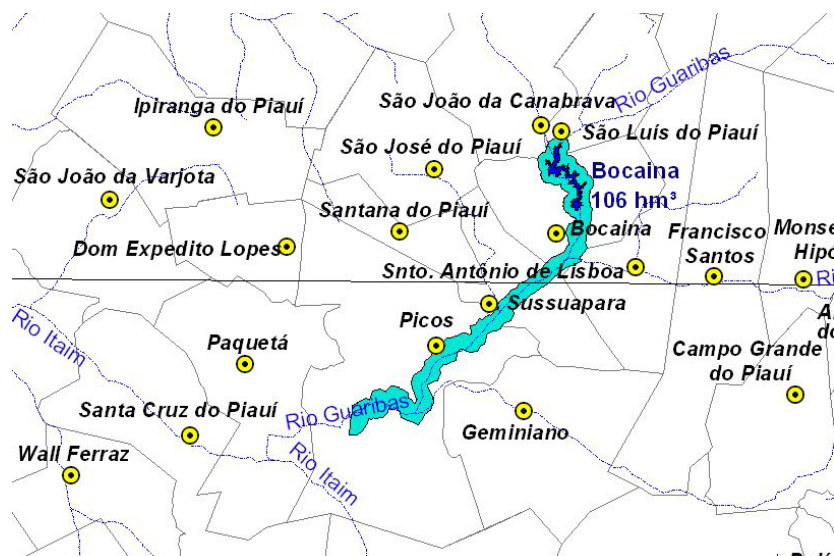 Rio Guaribas
São João da Canabrava
Ipiranga do Piauí
São Luís do Piauí
São José do Piauí
Bocaina
106 hm³
São João da Varjota
Santana do Piauí
Bocaina
Francisco
Santos
Dom Expedito Lopes
Snto. Antônio de Lisboa
Sussuapara
Rio Itaim
Picos
Paquetá
Campo Grande
do Piauí
Santa Cruz do Piauí
Rio Guaribas
Geminiano
Wall Ferraz
Rio Itaim
Rio Itaim